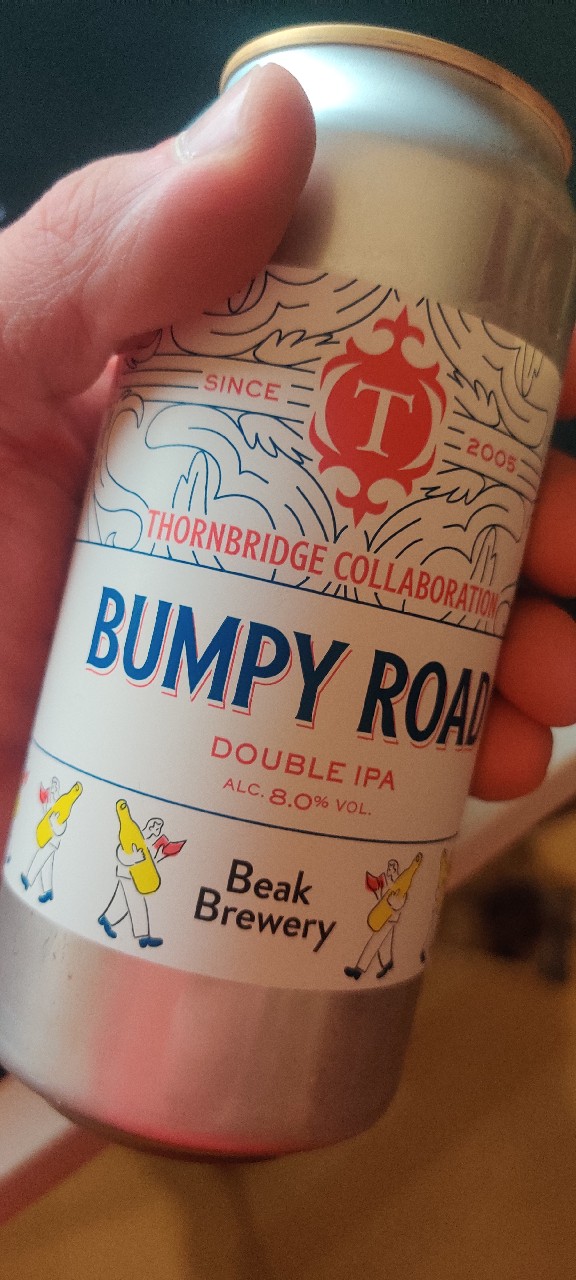 SINCE
T
2005
THORNBRIDGE COLLABORATION
BUMPY ROAD
DOUBLE IPA
ALC. 8.0% VOL.
Beak
Brewery